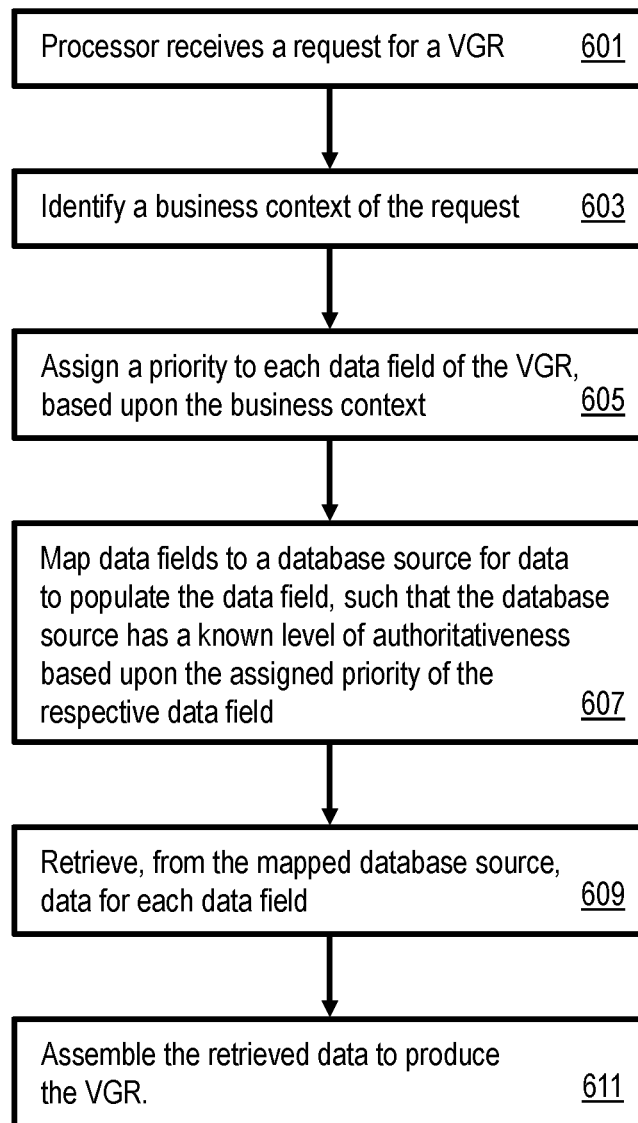 Processor receives a request for a VGR 601
Identify a business context of the request 603
Assign a priority to each data field of the VGR,
based upon the business context 605
Map data fields to a database source for data
to populate the data field, such that the database
source has a known level of authoritativeness
based upon the assigned priority of the
respective data field 607
Retrieve, from the mapped database source,
data for each data field 609
Assemble the retrieved data to produce
the VGR. 611